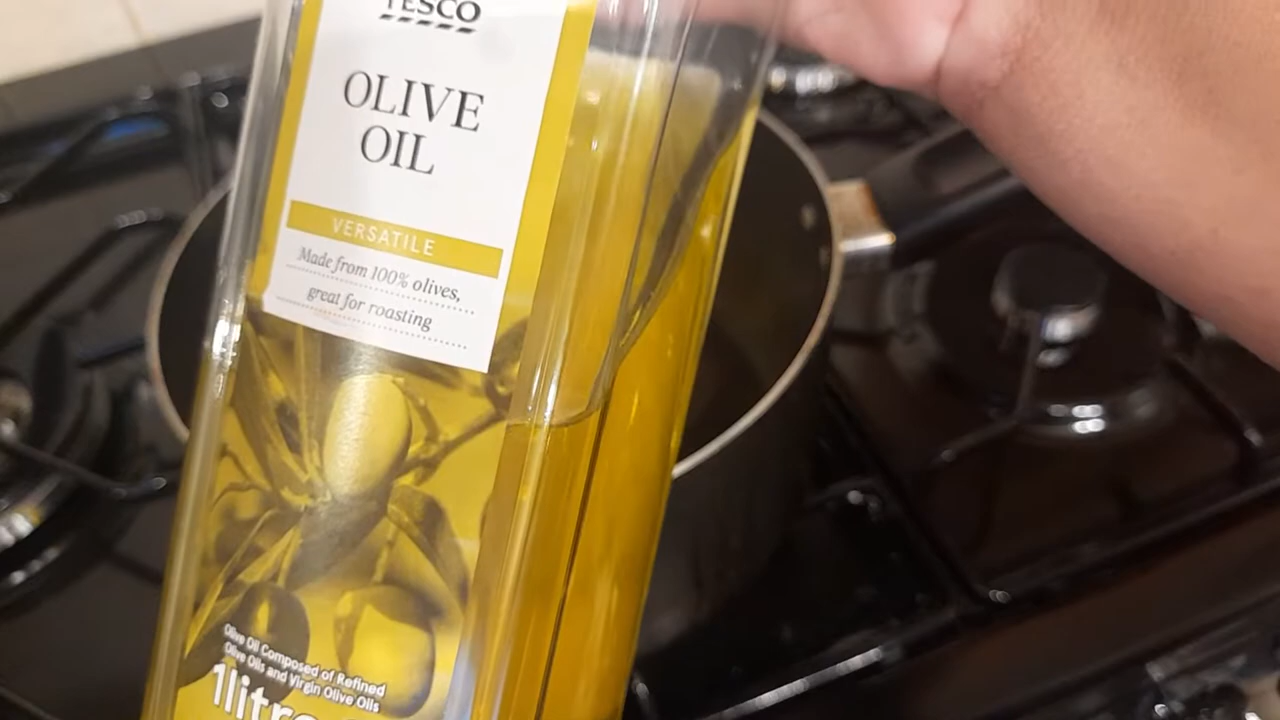 TESCO
OLIVE
OIL
VERSATILE
Made from 100% olives,
great for roasting
Olive Oil Composed of Refined
Olive Oils and Virgin Olive Oils
1litre